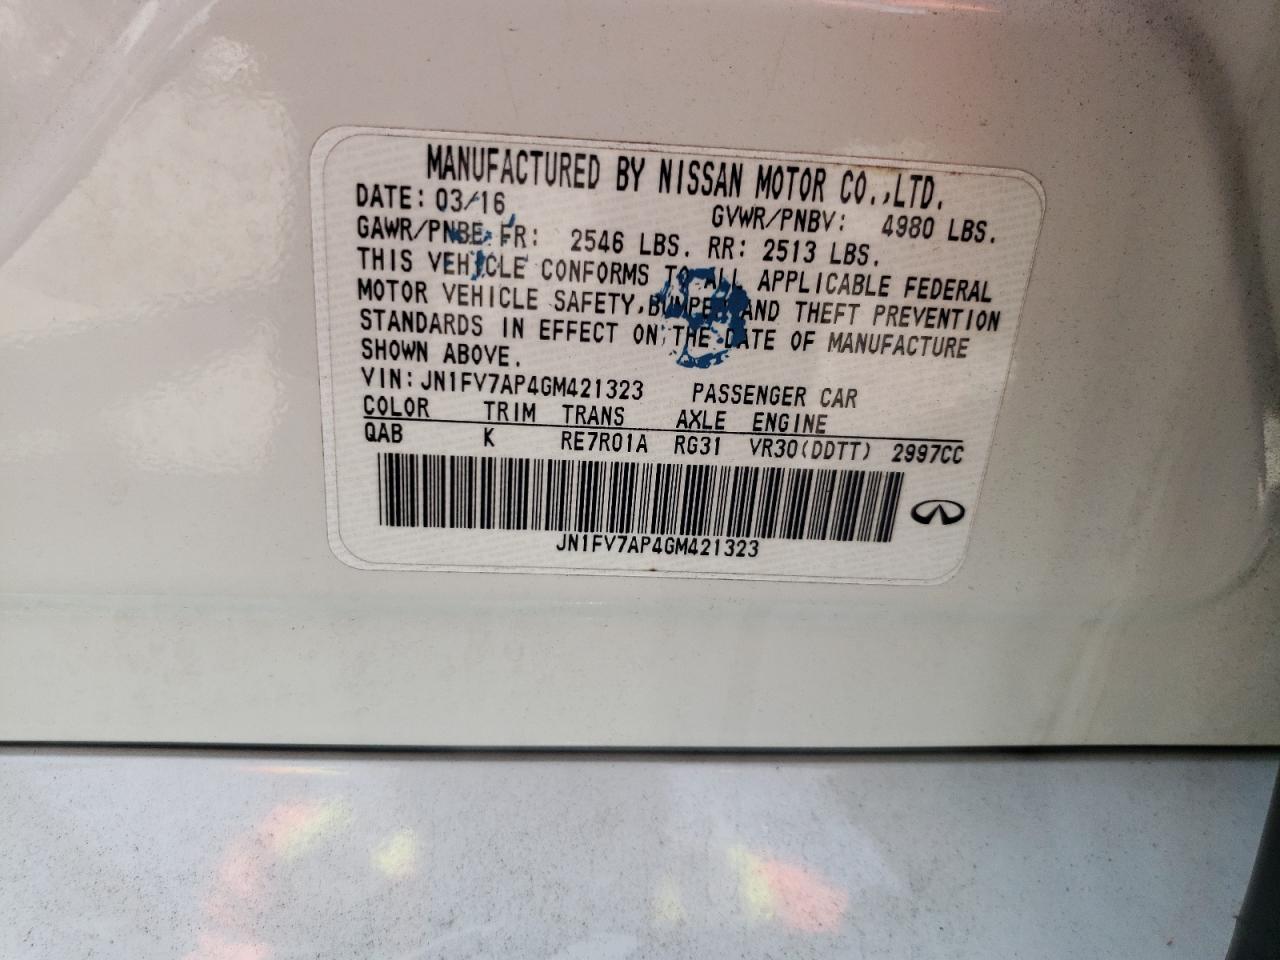 MANUFACTURED BY NISSAN MOTOR CO.,LTD.
DATE: 03/16 GVWR/PNBV: 4980 LBS.
GAWR/PNBE FR: 2546 LBS. RR: 2513 LBS.
THIS VEHICLE CONFORMS TO ALL APPLICABLE FEDERAL
MOTOR VEHICLE SAFETY,BUMPER AND THEFT PREVENTION
STANDARDS IN EFFECT ON THE DATE OF MANUFACTURE
SHOWN ABOVE.
VIN: JN1FV7AP4GM421323 PASSENGER CAR
COLOR TRIM TRANS AXLE ENGINE
QAB K RE7R01A RG31 VR30(DDTT) 2997CC
JN1FV7AP4GM421323